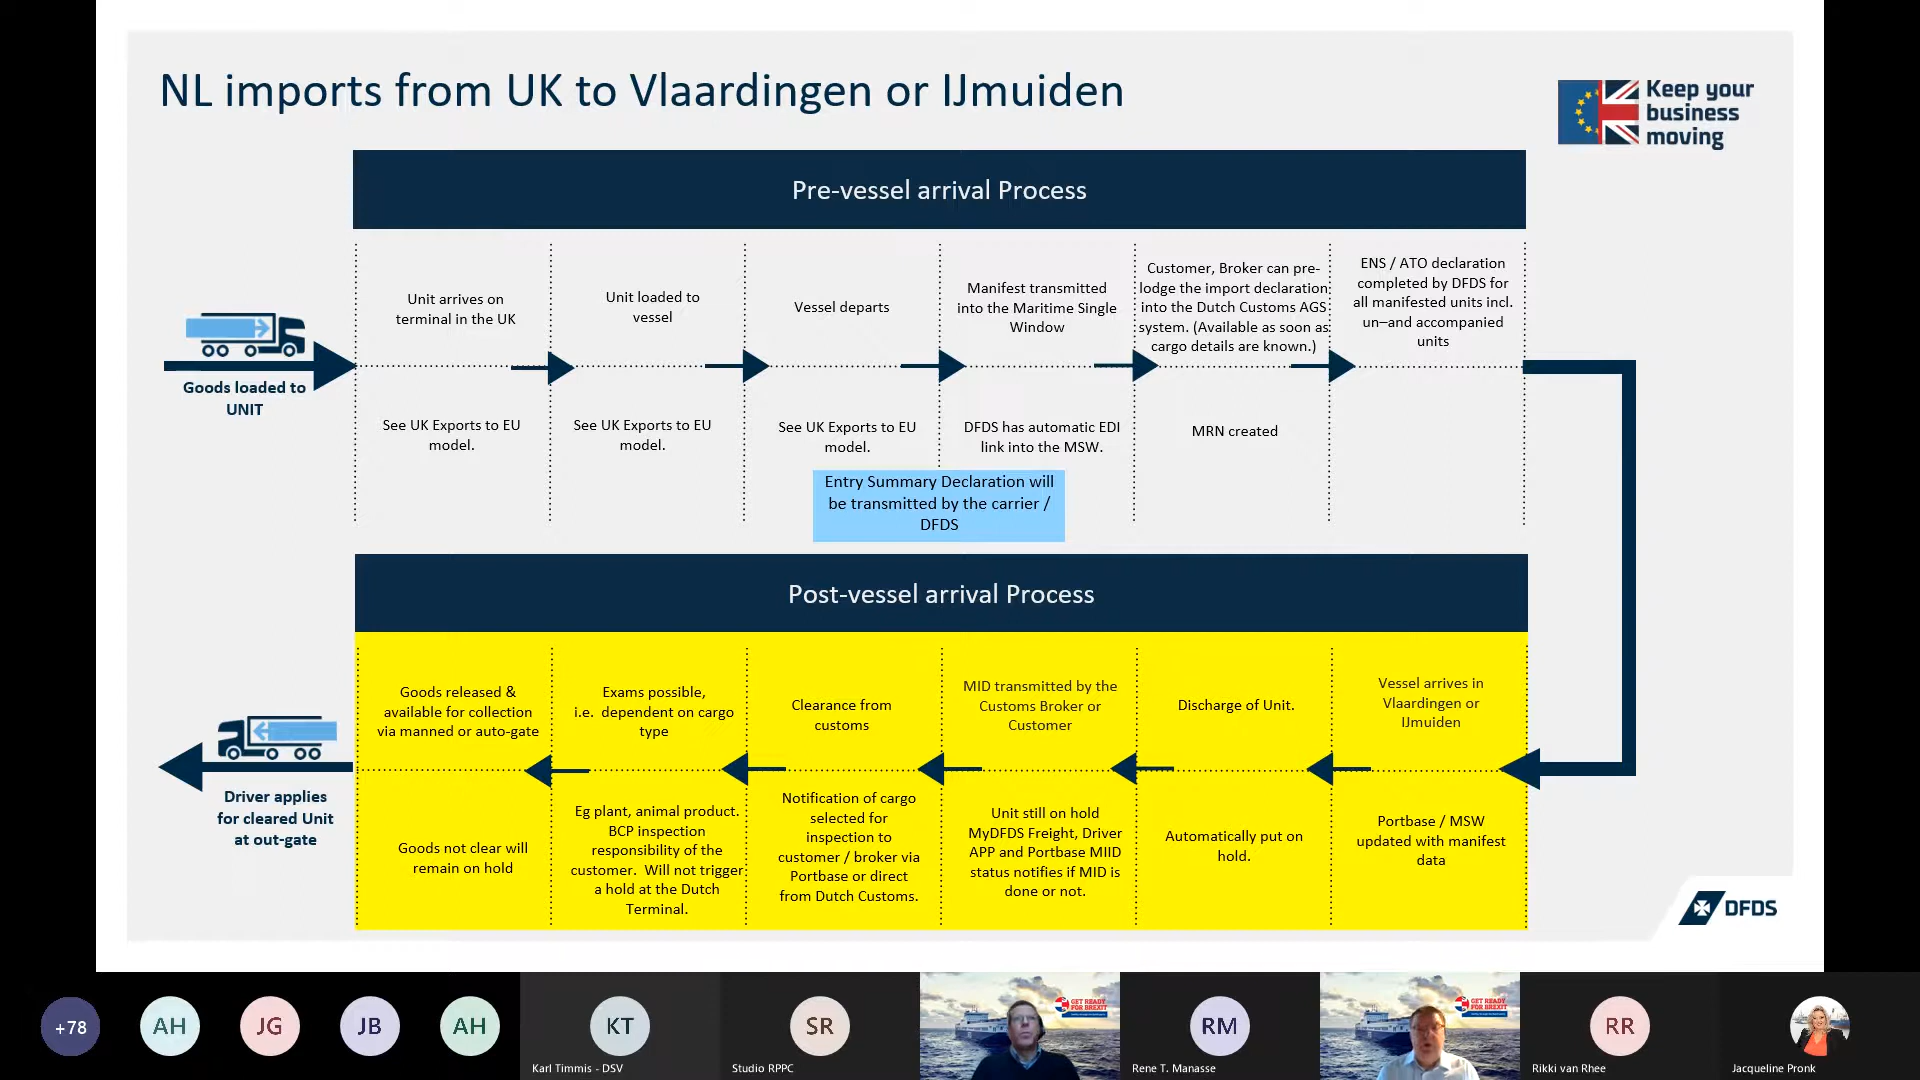 NL imports from UK to Vlaardingen or IJmuiden
Keep your
business
moving
Pre-vessel arrival Process
Goods loaded to
UNIT
Unit arrives on
terminal in the UK
See UK Exports to EU
model.
Unit loaded to
vessel
See UK Exports to EU
model.
Vessel departs
See UK Exports to EU
model.
Manifest transmitted
into the Maritime Single
Window
DFDS has automatic EDI
link into the MSW.
Customer, Broker can pre-
lodge the import declaration
into the Dutch Customs AGS
system. (Available as soon as
cargo details are known.)
MRN created
ENS / ATO declaration
completed by DFDS for
all manifested units incl.
un–and accompanied
units
Entry Summary Declaration will
be transmitted by the carrier /
DFDS
Post-vessel arrival Process
Goods released &
available for collection
via manned or auto-gate
Goods not clear will
remain on hold
Exams possible,
i.e. dependent on cargo
type
Eg plant, animal product.
BCP inspection
responsibility of the
customer. Will not trigger
a hold at the Dutch
Terminal.
Clearance from
customs
Notification of cargo
selected for
inspection to
customer / broker via
Portbase or direct
from Dutch Customs.
MID transmitted by the
Customs Broker or
Customer
Unit still on hold
MyDFDS Freight, Driver
APP and Portbase MIID
status notifies if MID is
done or not.
Discharge of Unit.
Automatically put on
hold.
Vessel arrives in
Vlaardingen or
IJmuiden
Portbase / MSW
updated with manifest
data
Driver applies
for cleared Unit
at out-gate
DFDS
+78
AH
JG
JB
AH
KT
Karl Timmis - DSV
SR
Studio RPPC
GET READY
FOR BREXIT
RM
Rene T. Manasse
GET READY
FOR BREXIT
RR
Rikki van Rhee
Jacqueline Pronk